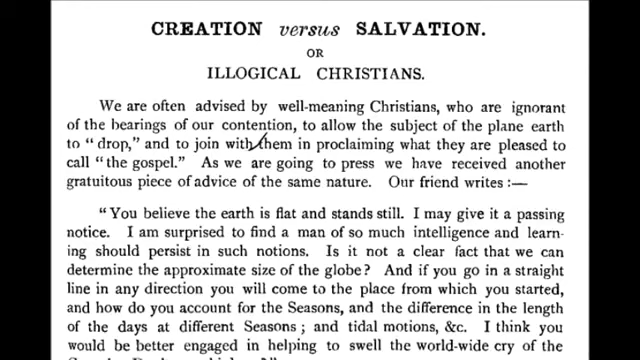 CREATION versus SALVATION.
OR
ILLOGICAL CHRISTIANS.
We are often advised by well-meaning Christians, who are ignorant
of the bearings of our contention, to allow the subject of the plane earth
to "drop," and to join with them in proclaiming what they are pleased to
call "the gospel." As we are going to press we have received another
gratuitous piece of advice of the same nature. Our friend writes :—
"You believe the earth is flat and stands still. I may give it a passing
notice. I am surprised to find a man of so much intelligence and learn-
ing should persist in such notions. Is it not a clear fact that we can
determine the approximate size of the globe? And if you go in a straight
line in any direction you will come to the place from which you started,
and how do you account for the Seasons, and the difference in the length
of the days at different Seasons ; and tidal motions, &c. I think you
would be better engaged in helping to swell the world-wide cry of the